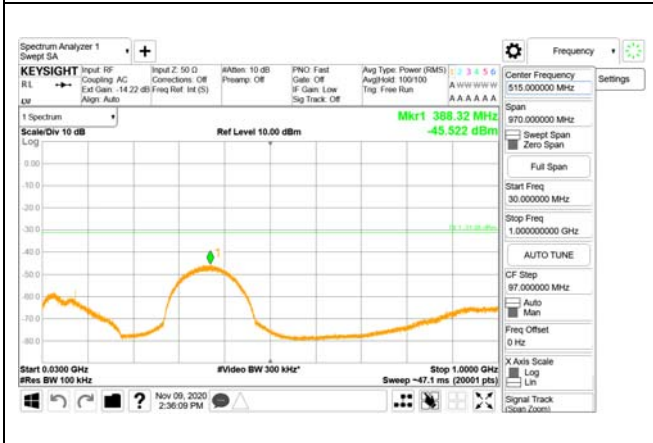 Spectrum Analyzer 1
Swept SA
Frequency
KEYSIGHT
RL
Input: RF
Coupling: AC
Ext Gain: -14.22 dB
Align: Auto
Input Z: 50 Ω
Corrections: Off
Freq Ref: Int (S)
#Atten: 10 dB
Preamp: Off
PNO: Fast
Gate: Off
IF Gain: Low
Sig Track: Off
Avg Type: Power (RMS)
Avg|Hold: 100/100
Trig: Free Run
1 2 3 4 5 6
A W W W W W
A A A A A A
1 Spectrum
Scale/Div 10 dB
Log
Ref Level 10.00 dBm
Mkr1 368.32 MHz
-45.522 dBm
0.00
-10.0
-20.0
-30.0
-40.0
-50.0
-60.0
-70.0
-80.0
1
Start 0.0300 GHz
#Res BW 100 kHz
#Video BW 300 kHz*
Stop 1.0000 GHz
Sweep ~47.1 ms (20001 pts)
Nov 09, 2020
2:36:09 PM
Center Frequency
515.000000 MHz
Settings
Span
970.000000 MHz
Swept Span
Zero Span
Full Span
Start Freq
30.000000 MHz
Stop Freq
1.000000000 GHz
AUTO TUNE
CF Step
97.000000 MHz
Auto
Man
Freq Offset
0 Hz
X Axis Scale
Log
Lin
Signal Track
(Span Zoom)